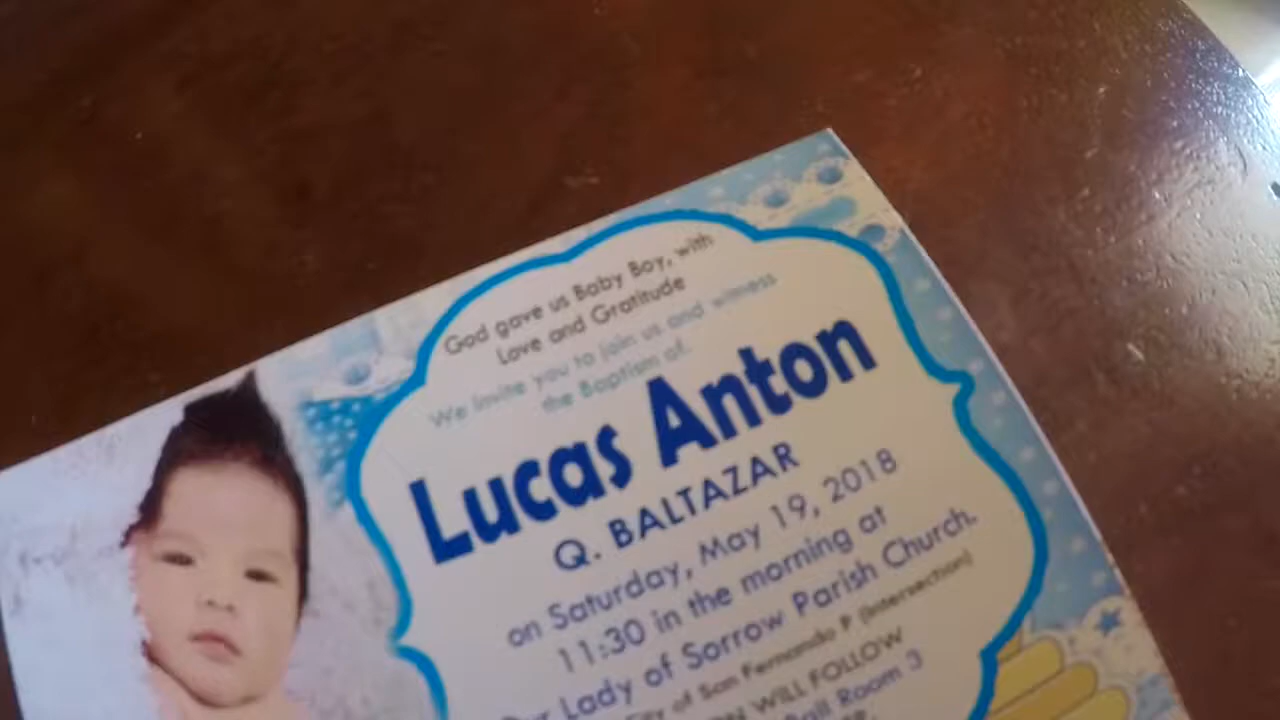 God gave us Baby Boy, with
Love and Gratitude
We invite you to join us and witness
the Baptism of:
Lucas Anton
Q. BALTAZAR
on Saturday, May 19, 2018
11:30 in the morning at
Lady of Sorrow Parish Church.
City of San Fernando P (Intersection)
WILL FOLLOW
Room 3